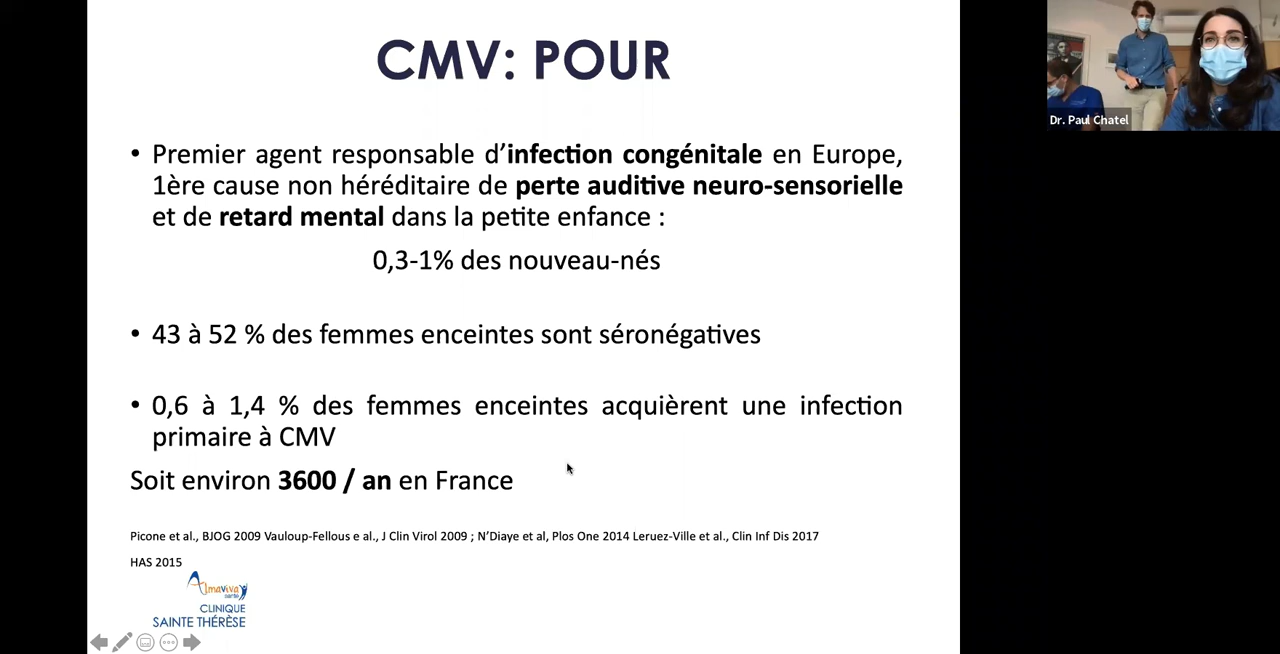 CMV: POUR
• Premier agent responsable d’infection congénitale en Europe,
1ère cause non héréditaire de perte auditive neuro-sensorielle
et de retard mental dans la petite enfance :
0,3-1% des nouveau-nés
• 43 à 52 % des femmes enceintes sont séronégatives
• 0,6 à 1,4 % des femmes enceintes acquièrent une infection
primaire à CMV
Soit environ 3600 / an en France
Picone et al., BJOG 2009 Vauloup-Fellous e al., J Clin Virol 2009 ; N’Diaye et al, Plos One 2014 Leruez-Ville et al., Clin Inf Dis 2017
HAS 2015
Almaviva
santé
CLINIQUE
SAINTE THÉRÈSE
Dr. Paul Chatel